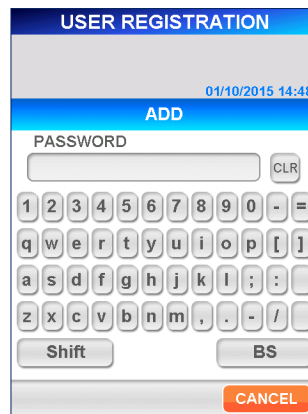 USER REGISTRATION
01/10/2015 14:48
ADD
PASSWORD
CLR
1 2 3 4 5 6 7 8 9 0 - =
q w e r t y u i o p [ ]
a s d f g h j k l ; :
z x c v b n m , . - /
Shift BS
CANCEL